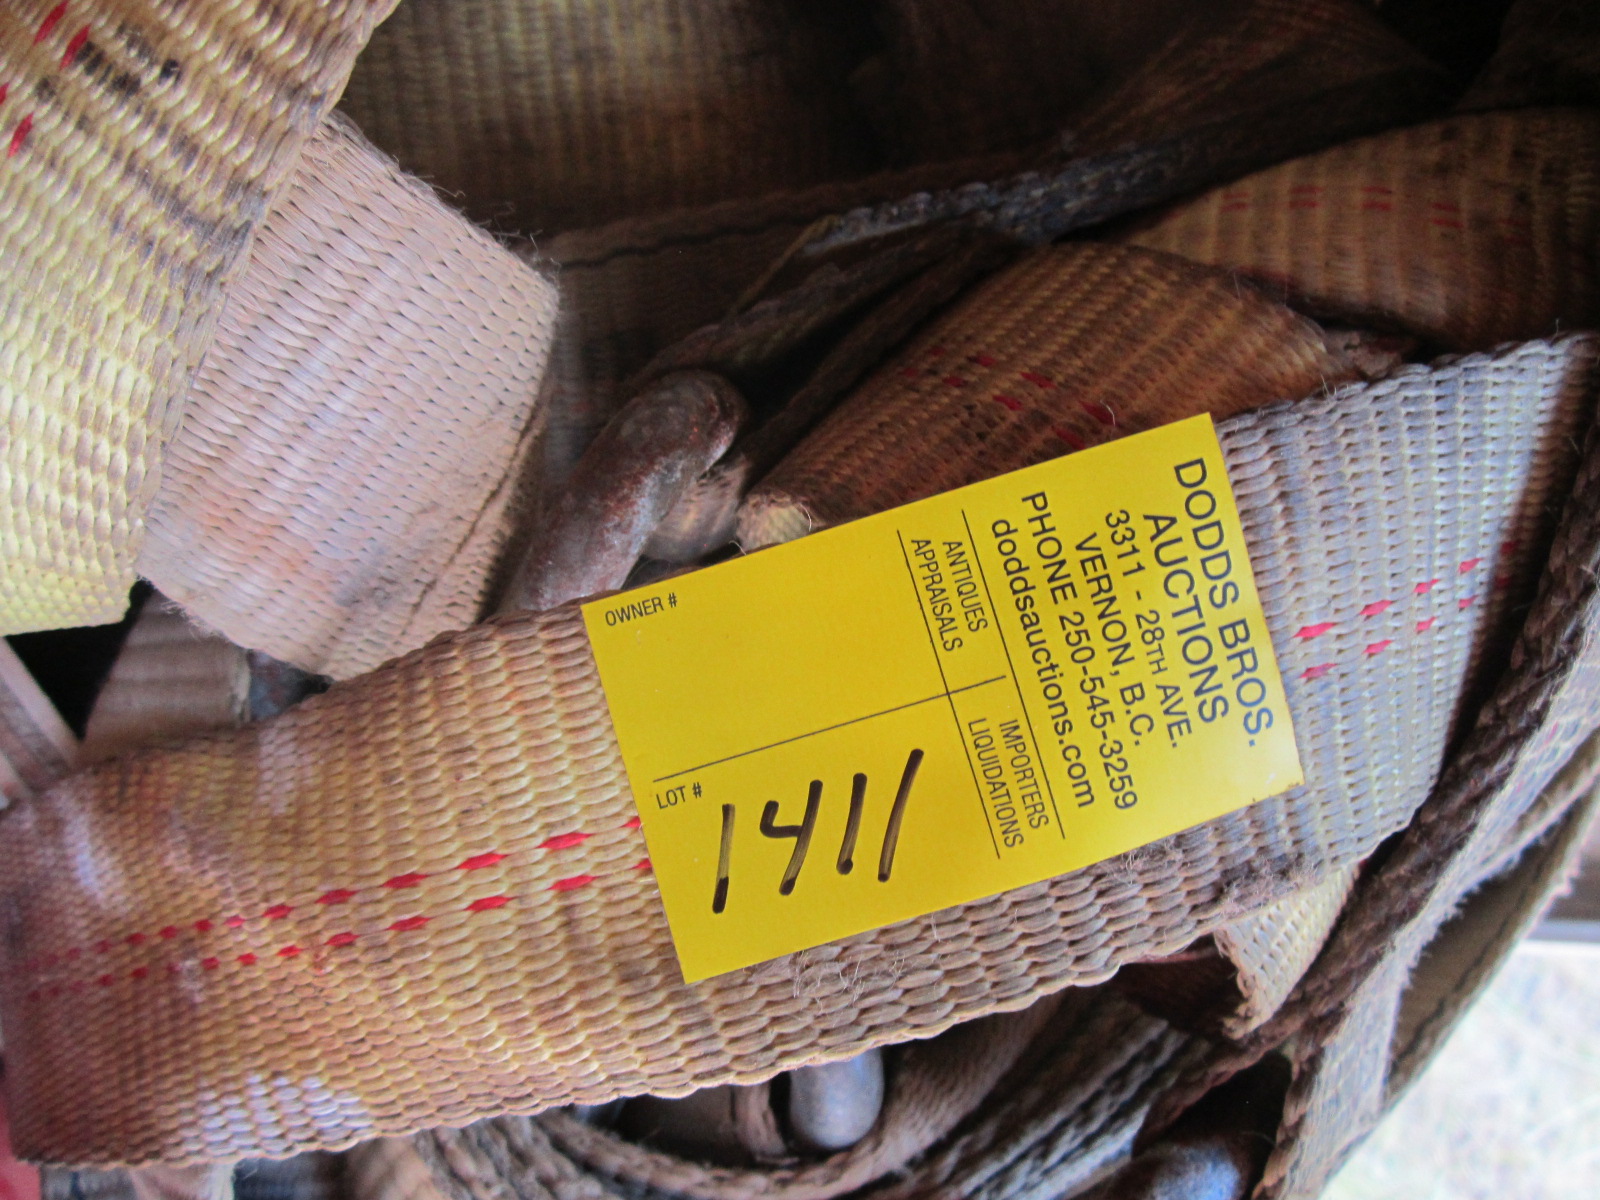 DODDS BROS.
AUCTIONS
3311 - 28TH AVE.
VERNON, B.C.
PHONE 250-545-3259
doddsauctions.com
ANTIQUES
APPRAISALS
IMPORTERS
LIQUIDATIONS
OWNER #
LOT #
1411